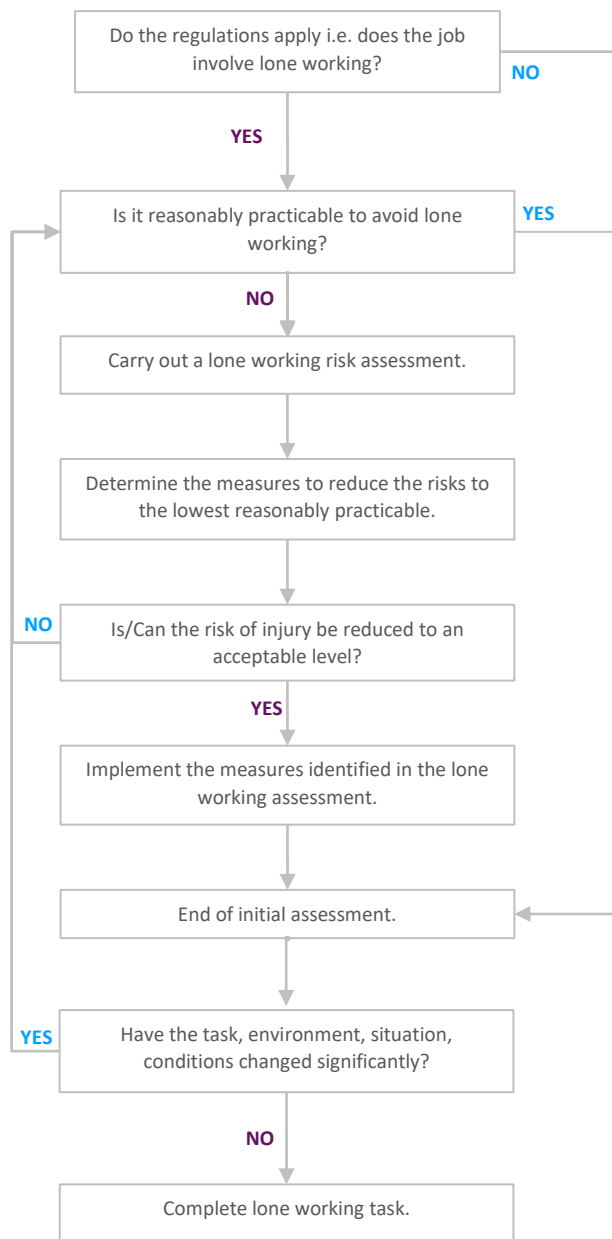 Do the regulations apply i.e. does the job
involve lone working?
NO
YES
Is it reasonably practicable to avoid lone
working?
YES
NO
Carry out a lone working risk assessment.
Determine the measures to reduce the risks to
the lowest reasonably practicable.
NO
Is/Can the risk of injury be reduced to an
acceptable level?
YES
Implement the measures identified in the lone
working assessment.
End of initial assessment.
YES
Have the task, environment, situation,
conditions changed significantly?
NO
Complete lone working task.